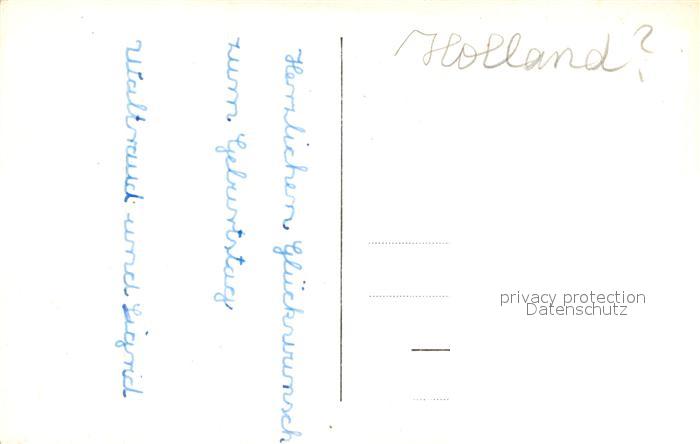 Herzlichen Glückwunsch
zum Geburtstag
Waltraud und Sigrid
Holland?
privacy protection
Datenschutz